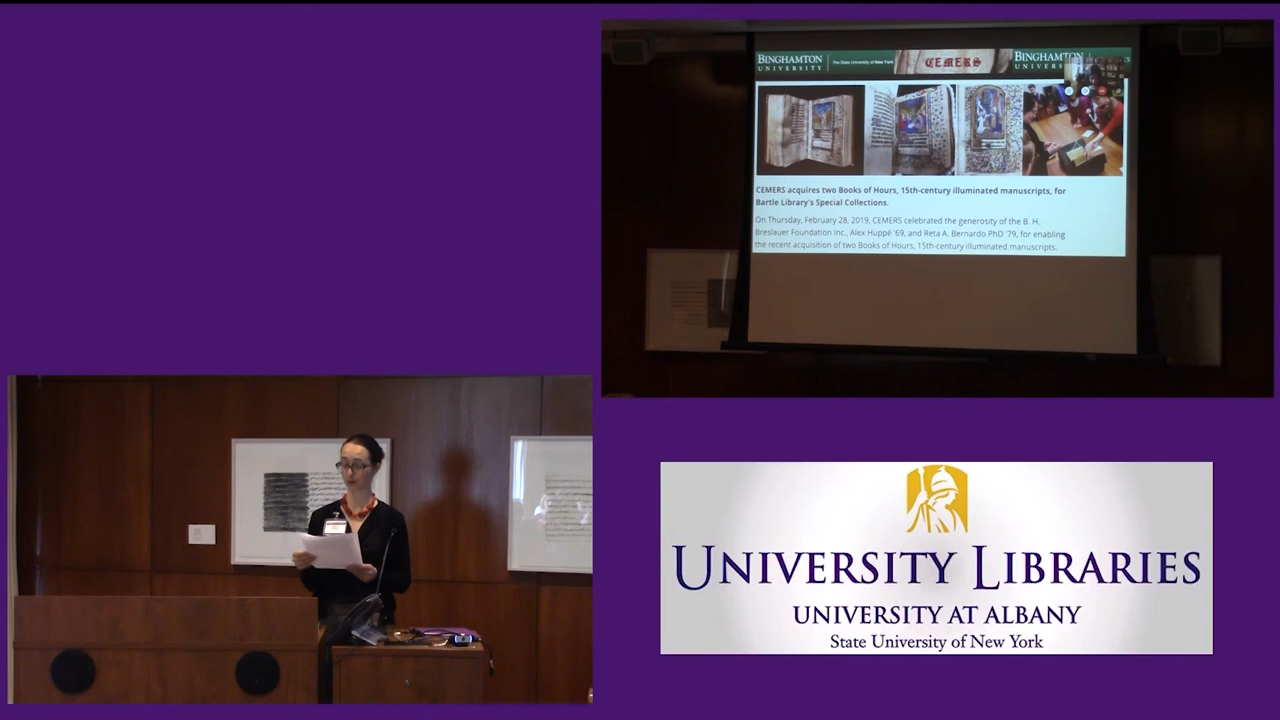 BINGHAMTON
UNIVERSITY
The State University of New York
CEMERS
BINGHAMTON
UNIVERSITY
CEMERS acquires two Books of Hours, 15th-century illuminated manuscripts, for
Bartle Library's Special Collections.
On Thursday, February 28, 2019, CEMERS celebrated the generosity of the B. H.
Breslauer Foundation Inc., Alex Huppé '69, and Reta A. Bernardo PhD '79, for enabling
the recent acquisition of two Books of Hours, 15th-century illuminated manuscripts.
UNIVERSITY LIBRARIES
UNIVERSITY AT ALBANY
State University of New York